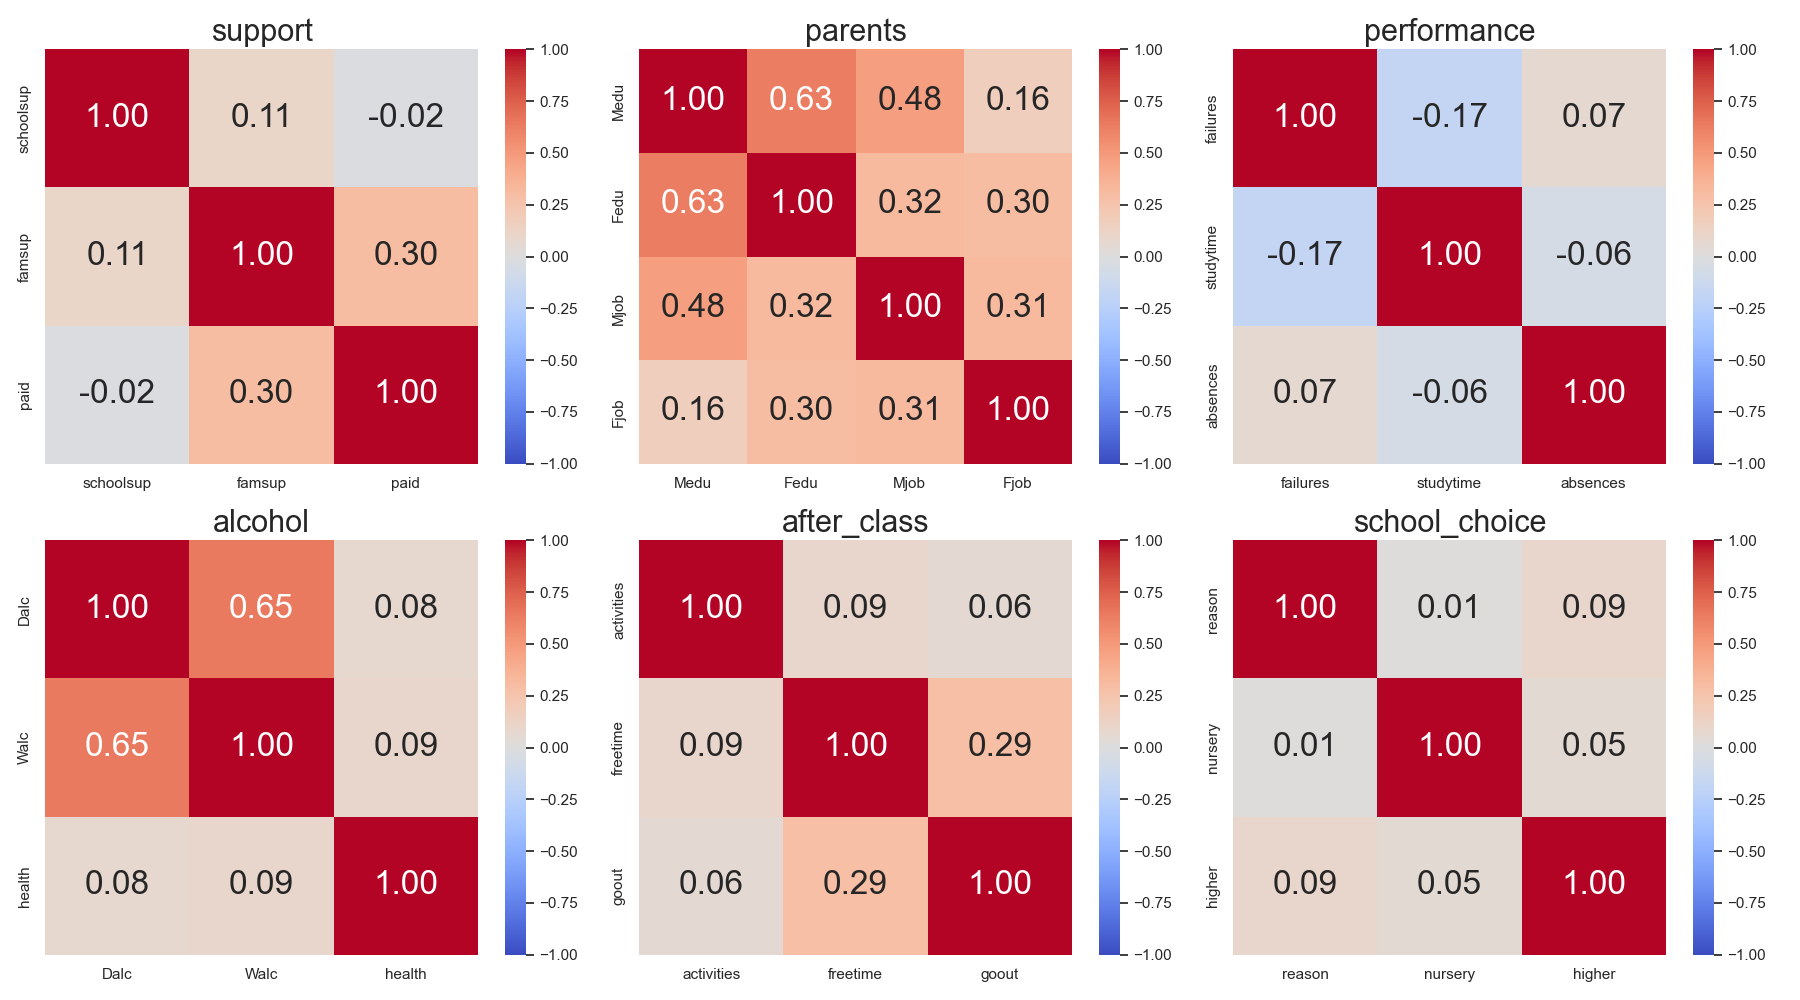 support
parents
performance
schoolsup
1.00
0.11
-0.02
famsup
0.11
1.00
0.30
paid
-0.02
0.30
1.00
schoolsup
famsup
paid
1.00
0.75
0.50
0.25
0.00
−0.25
−0.50
−0.75
−1.00
Medu
1.00
0.63
0.48
0.16
Fedu
0.63
1.00
0.32
0.30
Mjob
0.48
0.32
1.00
0.31
Fjob
0.16
0.30
0.31
1.00
Medu
Fedu
Mjob
Fjob
1.00
0.75
0.50
0.25
0.00
−0.25
−0.50
−0.75
−1.00
failures
1.00
-0.17
0.07
studytime
-0.17
1.00
-0.06
absences
0.07
-0.06
1.00
failures
studytime
absences
1.00
0.75
0.50
0.25
0.00
−0.25
−0.50
−0.75
−1.00
alcohol
after_class
school_choice
Dalc
1.00
0.65
0.08
Walc
0.65
1.00
0.09
health
0.08
0.09
1.00
Dalc
Walc
health
1.00
0.75
0.50
0.25
0.00
−0.25
−0.50
−0.75
−1.00
activities
1.00
0.09
0.06
freetime
0.09
1.00
0.29
goout
0.06
0.29
1.00
activities
freetime
goout
1.00
0.75
0.50
0.25
0.00
−0.25
−0.50
−0.75
−1.00
reason
1.00
0.01
0.09
nursery
0.01
1.00
0.05
higher
0.09
0.05
1.00
reason
nursery
higher
1.00
0.75
0.50
0.25
0.00
−0.25
−0.50
−0.75
−1.00